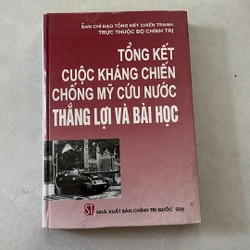 BAN CHỈ ĐẠO TỔNG KẾT CHIẾN TRANH
TRỰC THUỘC BỘ CHÍNH TRỊ
TỔNG KẾT
CUỘC KHÁNG CHIẾN
CHỐNG MỸ CỨU NƯỚC
THẮNG LỢI VÀ BÀI HỌC
NHÀ XUẤT BẢN CHÍNH TRỊ QUỐC GIA